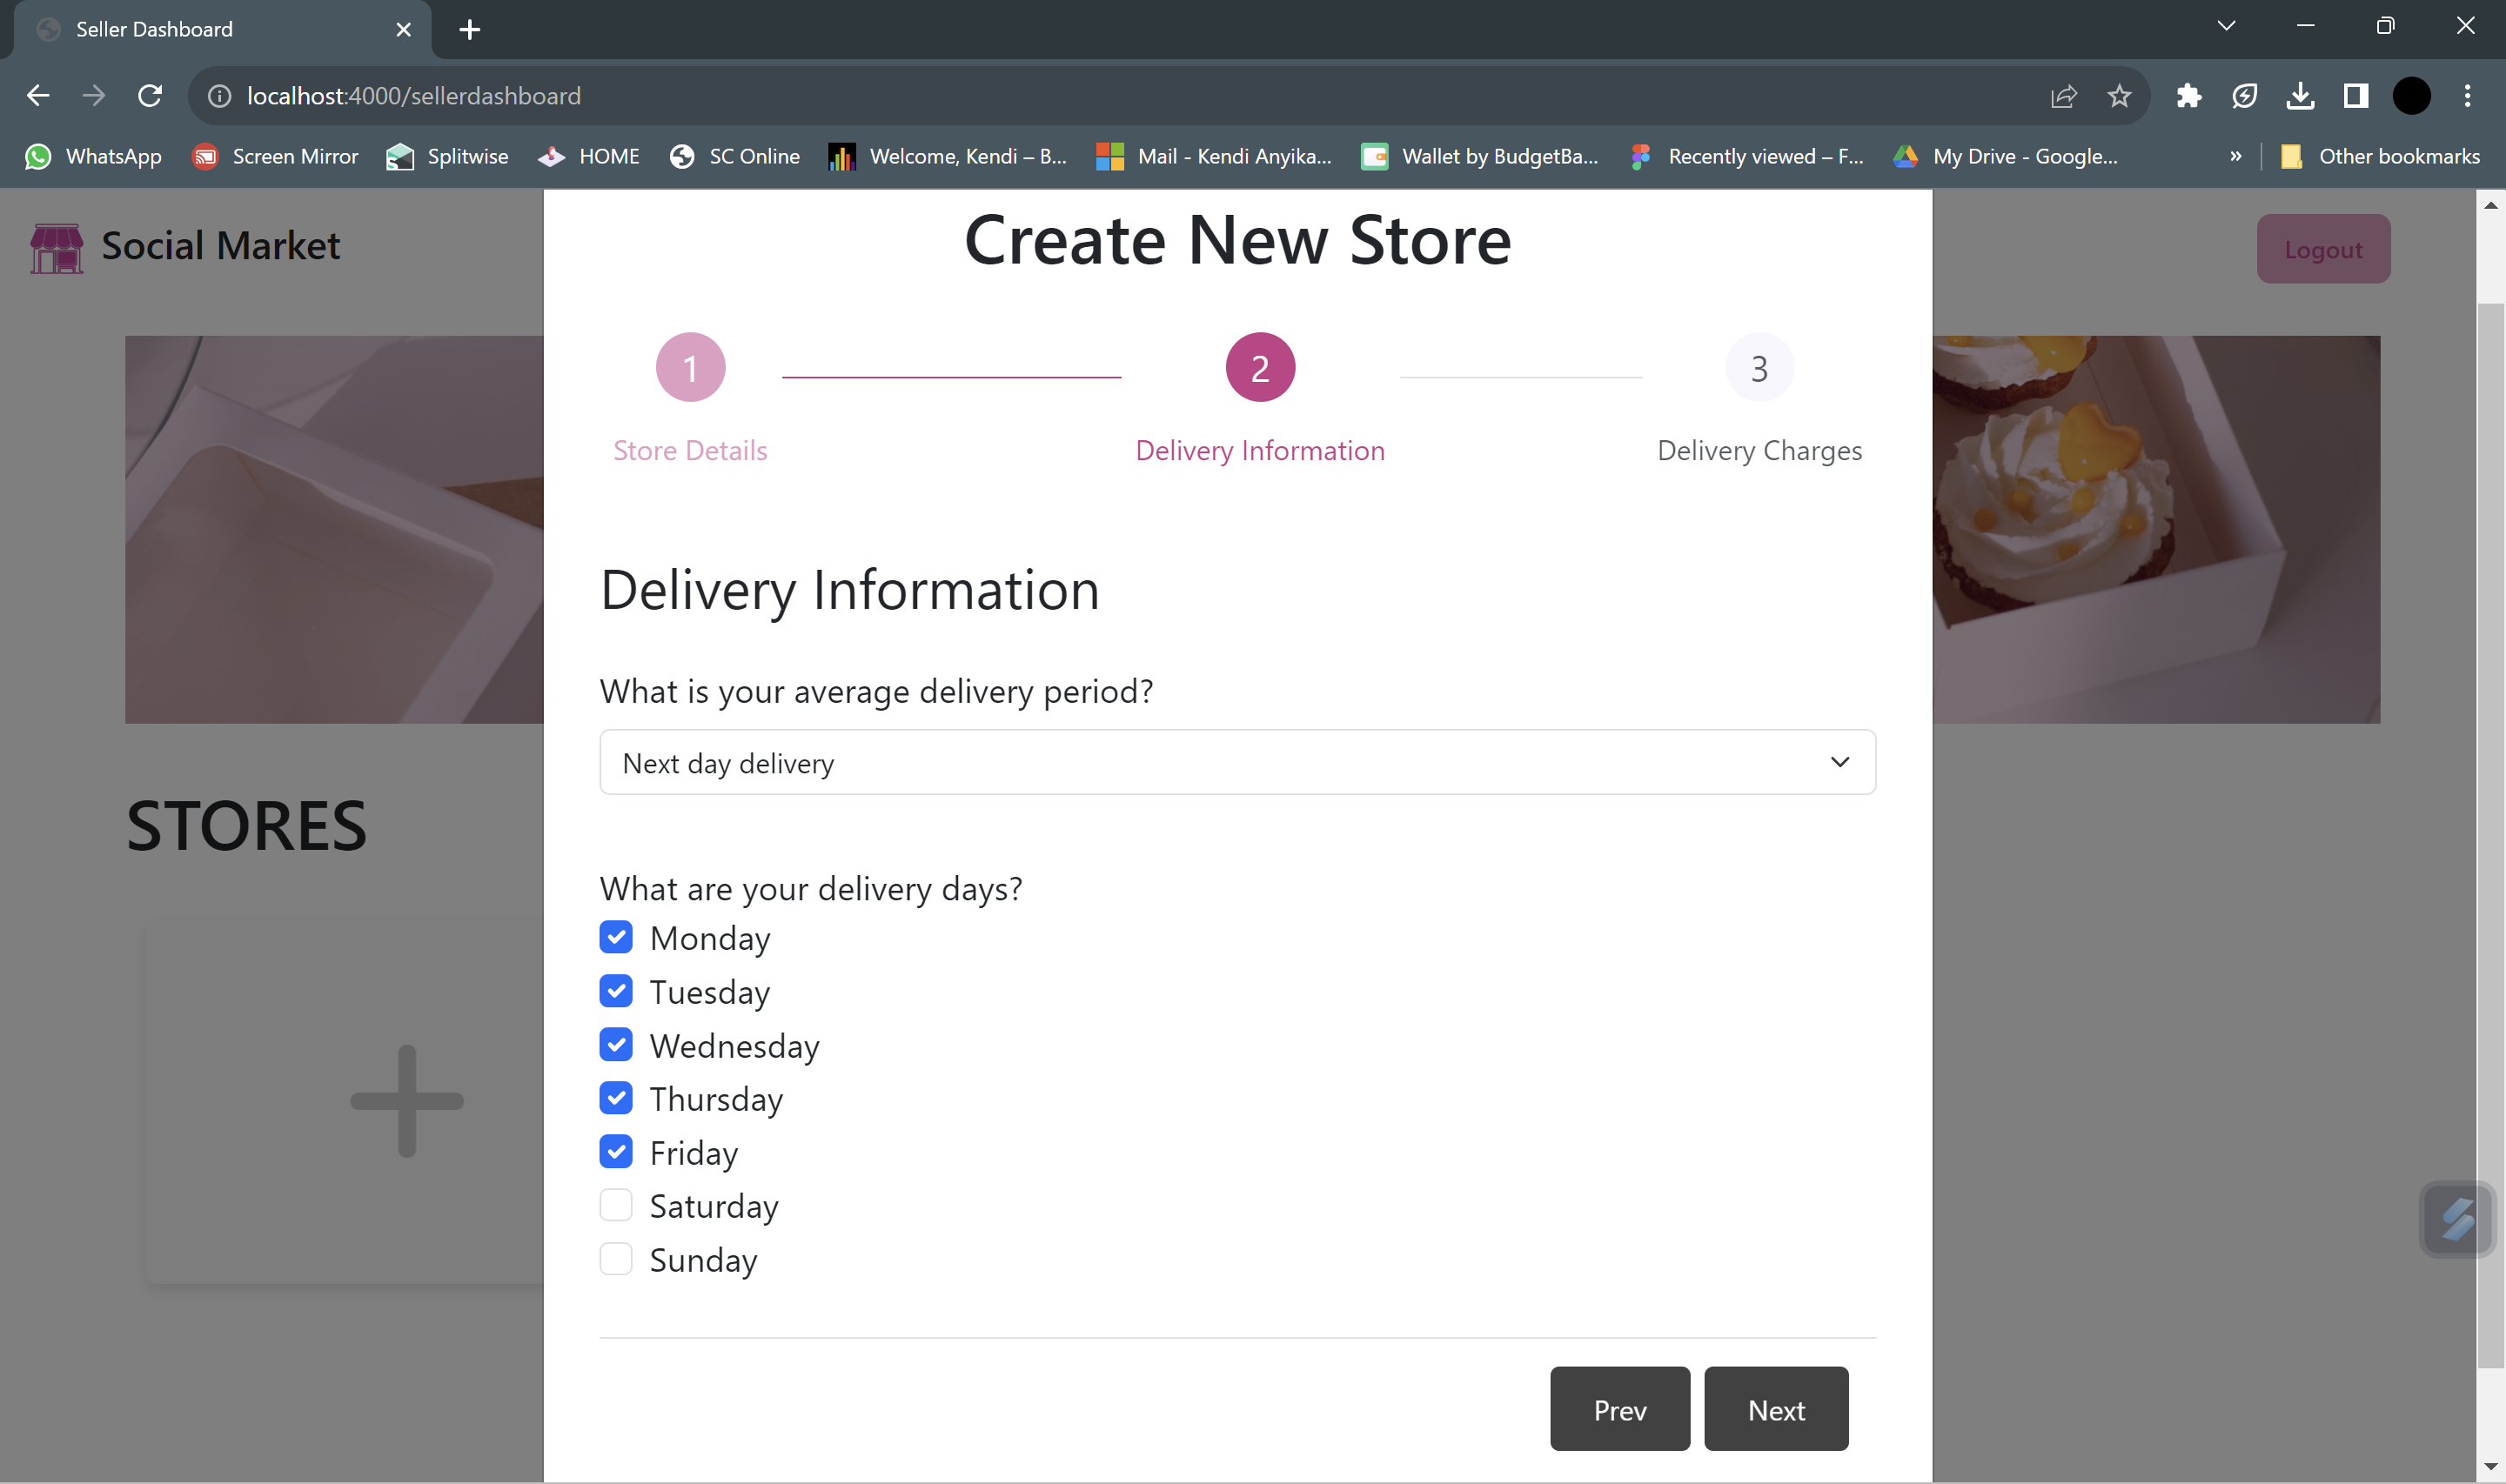 Seller Dashboard
localhost:4000/sellerdashboard
WhatsApp Screen Mirror Splitwise HOME SC Online Welcome, Kendi – B... Mail - Kendi Anyika... Wallet by BudgetBa... Recently viewed – F... My Drive - Google... » Other bookmarks
Social Market
Logout
STORES
Create New Store
1 2 3
Store Details Delivery Information Delivery Charges
Delivery Information
What is your average delivery period?
Next day delivery
What are your delivery days?
Monday
Tuesday
Wednesday
Thursday
Friday
Saturday
Sunday
Prev Next